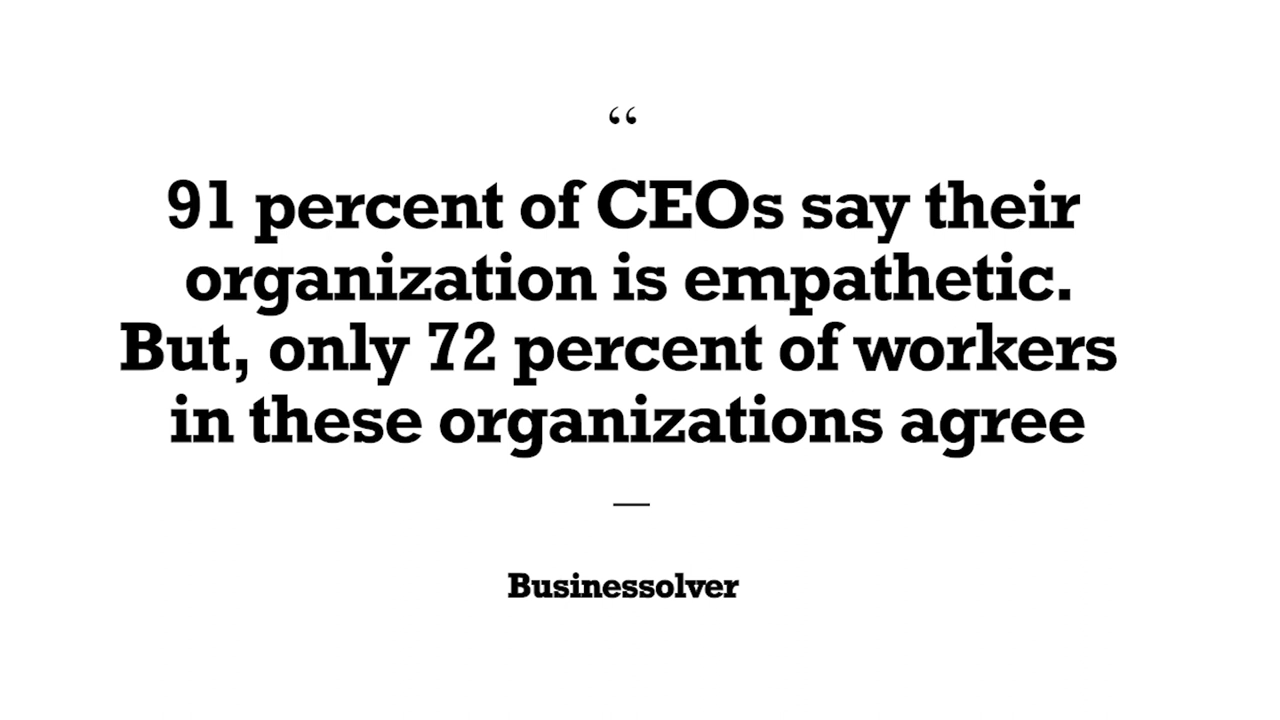 “
91 percent of CEOs say their
organization is empathetic.
But, only 72 percent of workers
in these organizations agree
—
Businessolver